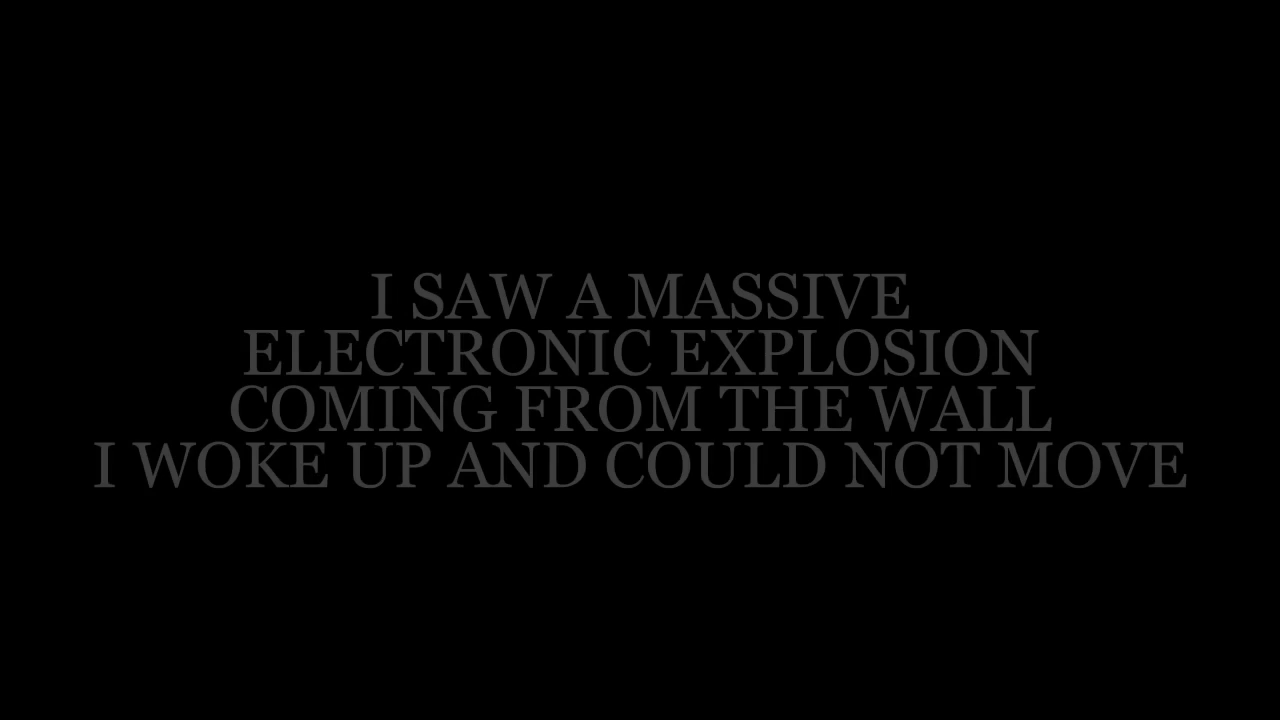 I SAW A MASSIVE
ELECTRONIC EXPLOSION
COMING FROM THE WALL
I WOKE UP AND COULD NOT MOVE